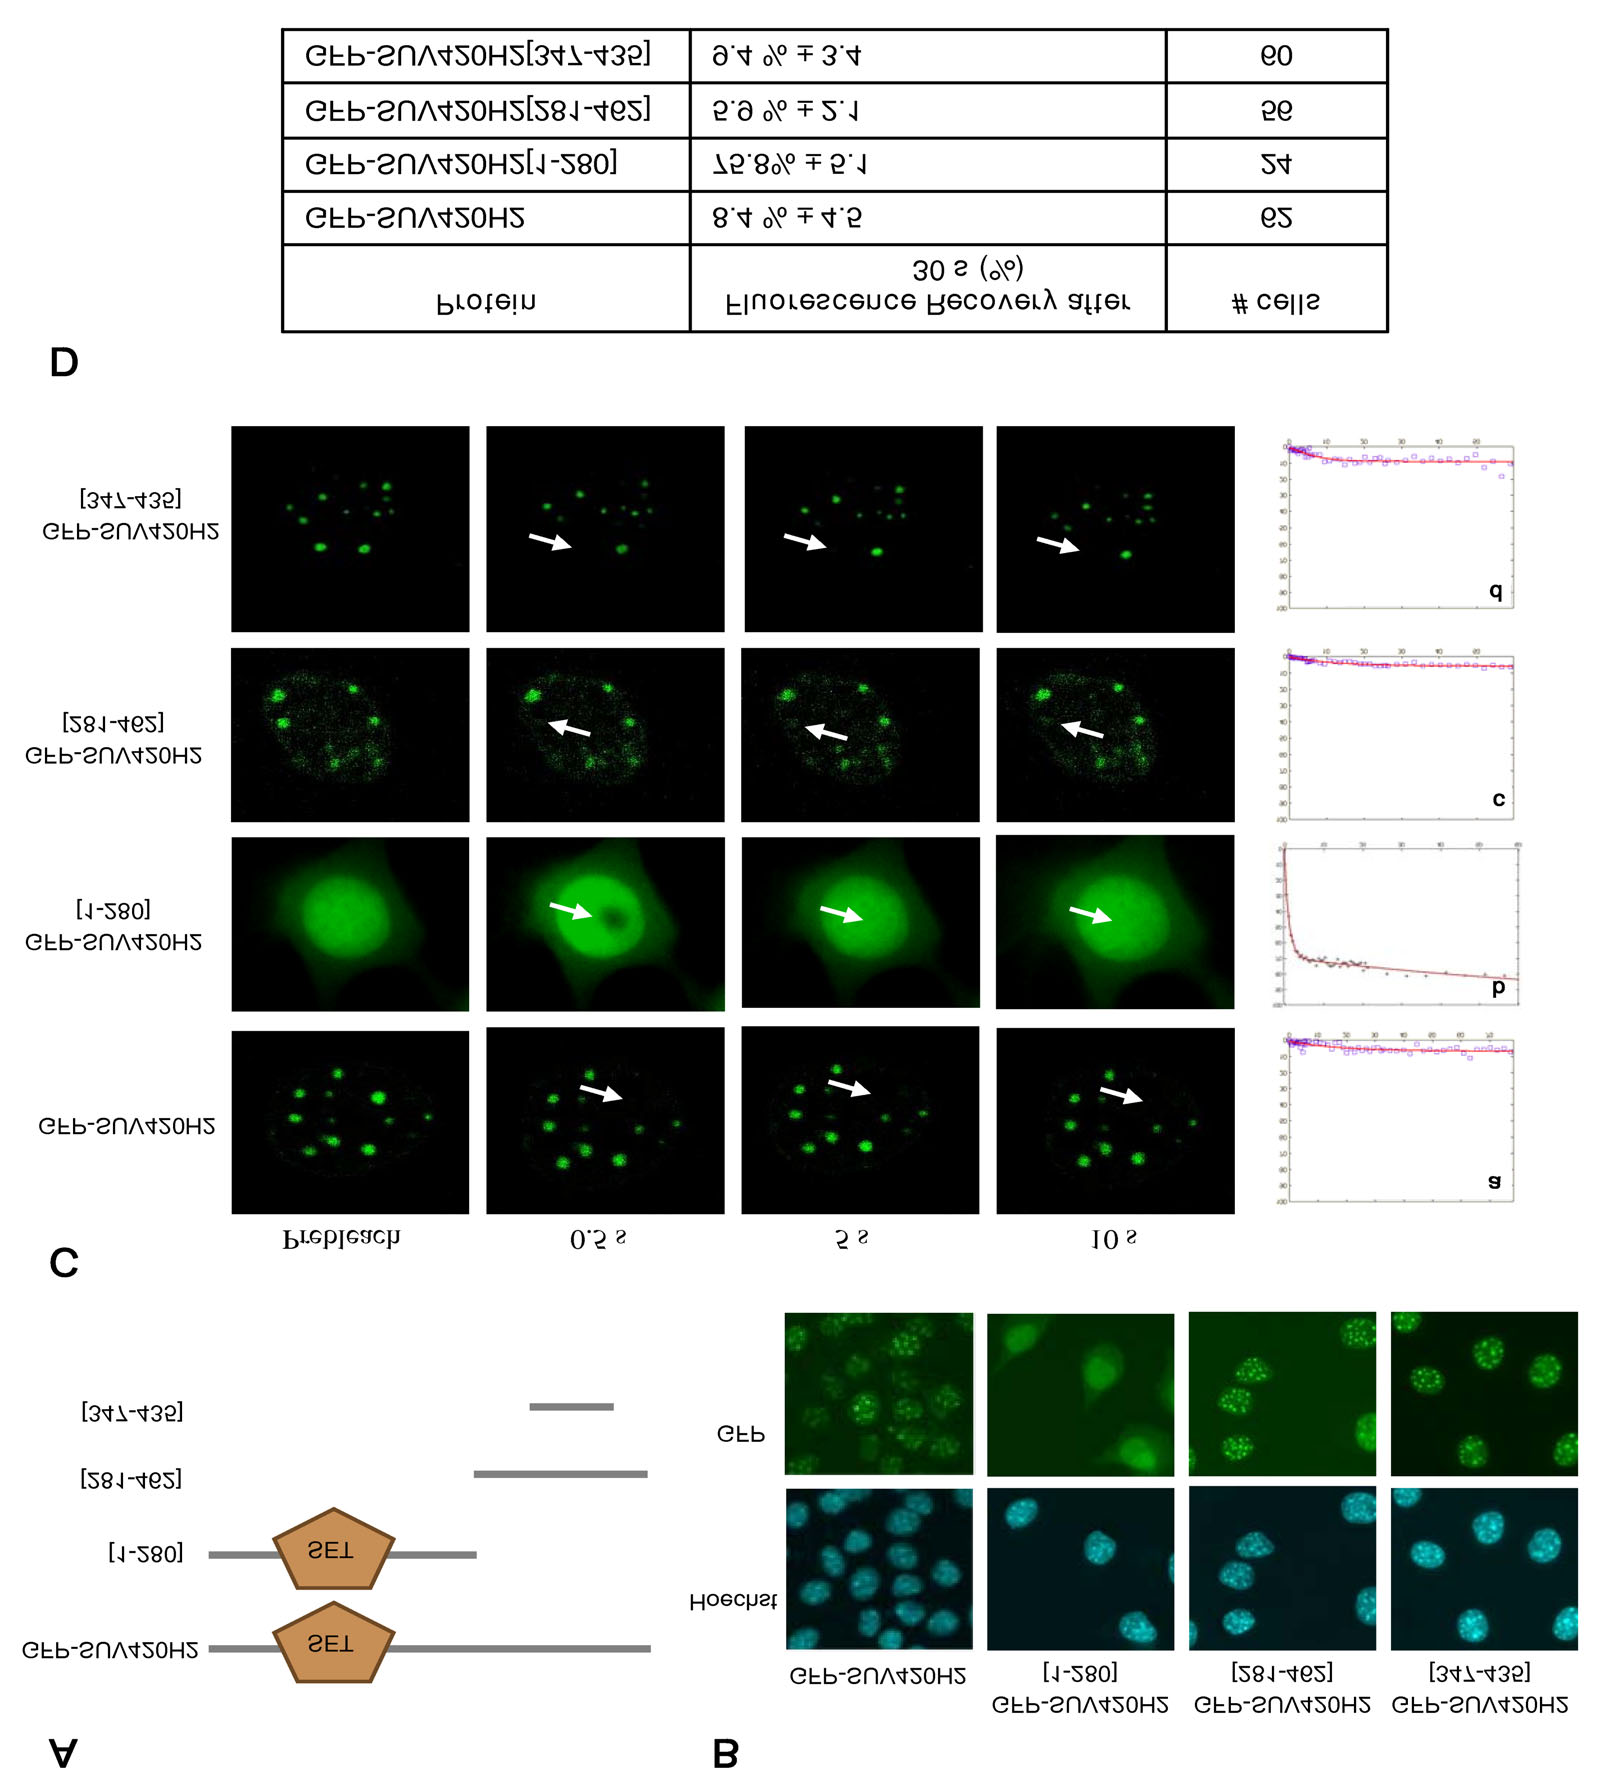 A
GFP-SUV420H2
SET
[1-280]
SET
[281-462]
[347-435]
B
GFP-SUV420H2
GFP-SUV420H2
[1-280]
GFP-SUV420H2
[281-462]
GFP-SUV420H2
[347-435]
Hoechst
GFP
C
Prebleach
0.5 s
5 s
10 s
GFP-SUV420H2
a
GFP-SUV420H2
[1-280]
b
GFP-SUV420H2
[281-462]
c
GFP-SUV420H2
[347-435]
d
D
Protein
Fluorescence Recovery after
30 s (%)
# cells
GFP-SUV420H2
8.4 % ± 4.5
62
GFP-SUV420H2[1-280]
75.8% ± 5.1
24
GFP-SUV420H2[281-462]
5.9 % ± 2.1
56
GFP-SUV420H2[347-435]
9.4 % ± 3.4
60